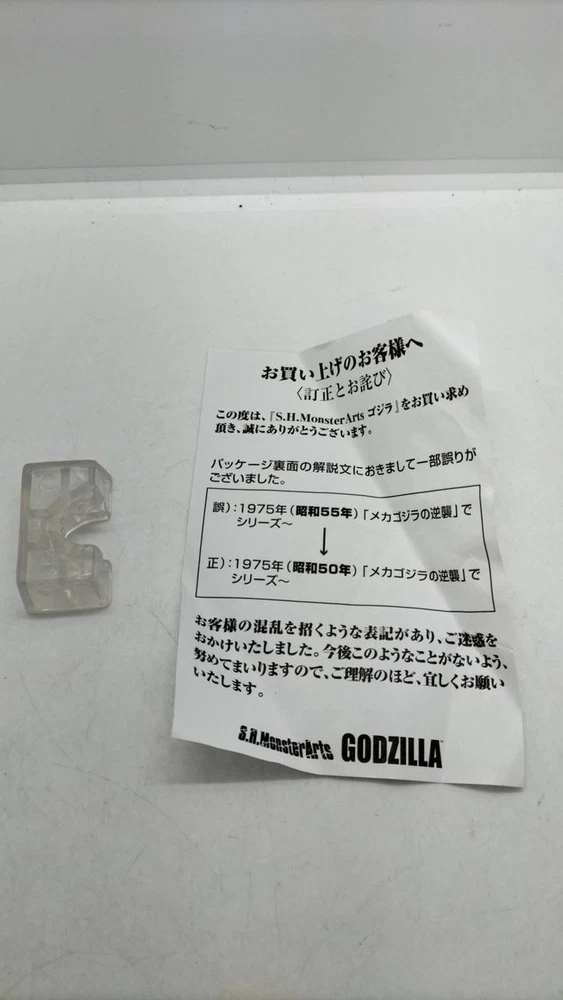 お買い上げのお客様へ
〈訂正とお詫び〉
この度は、『S.H.MonsterArts ゴジラ』をお買い求め
頂き、誠にありがとうございます。
パッケージ裏面の解説文におきまして一部誤りが
ございました。
誤）：1975年（昭和55年）「メカゴジラの逆襲」で
シリーズ～
↓
正）：1975年（昭和50年）「メカゴジラの逆襲」で
シリーズ～
お客様の混乱を招くような表記があり、ご迷惑を
おかけいたしました。今後このようなことがないよう、
努めてまいりますので、ご理解のほど、宜しくお願い
いたします。
S.H.MonsterArts GODZILLA